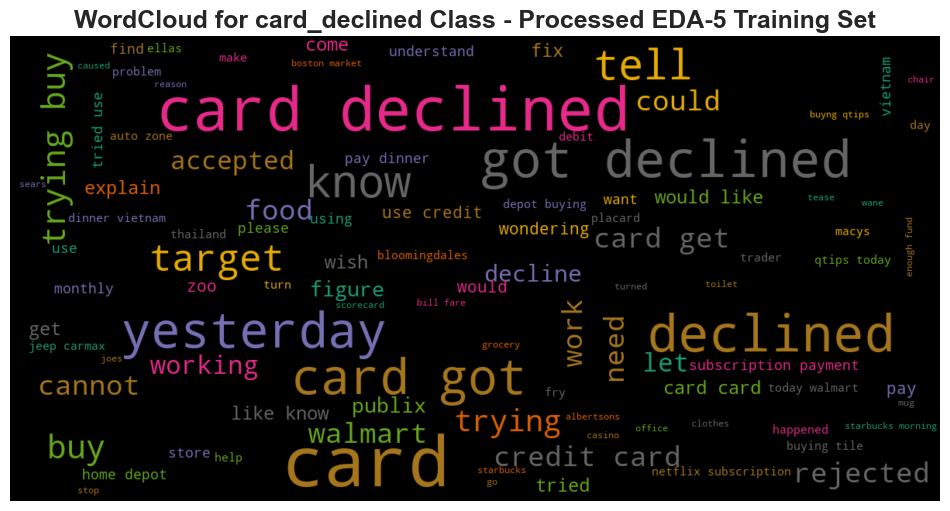 WordCloud for card_declined Class - Processed EDA-5 Training Set
find
ellas
come
understand
fix
tell
caused
problem
make
boston market
vietnam
chair
reason
could
trying buy
tried use
card declined
buyng qtips
day
auto zone
debit
accepted
pay dinner
got declined
sears
explain
know
want
would like
tease
wane
food
using
use credit
depot buying
placard
dinner vietnam
thailand
please
wondering
card get
macys
enough fund
use
target
bloomingdales
trader
qtips today
wish
decline
monthly
zoo
turn
figure
would
turned
toilet
scorecard
bill fare
get
yesterday
work
need
declined
jeep carmax
joes
grocery
working
let
subscription payment
cannot
card got
fry
card card
today walmart
pay
mug
like know
publix
trying
albertsons
office
clothes
happened
starbucks morning
walmart
casino
buying tile
buy
store
help
card
credit card
home depot
starbucks
go
netflix subscription
rejected
stop
tried